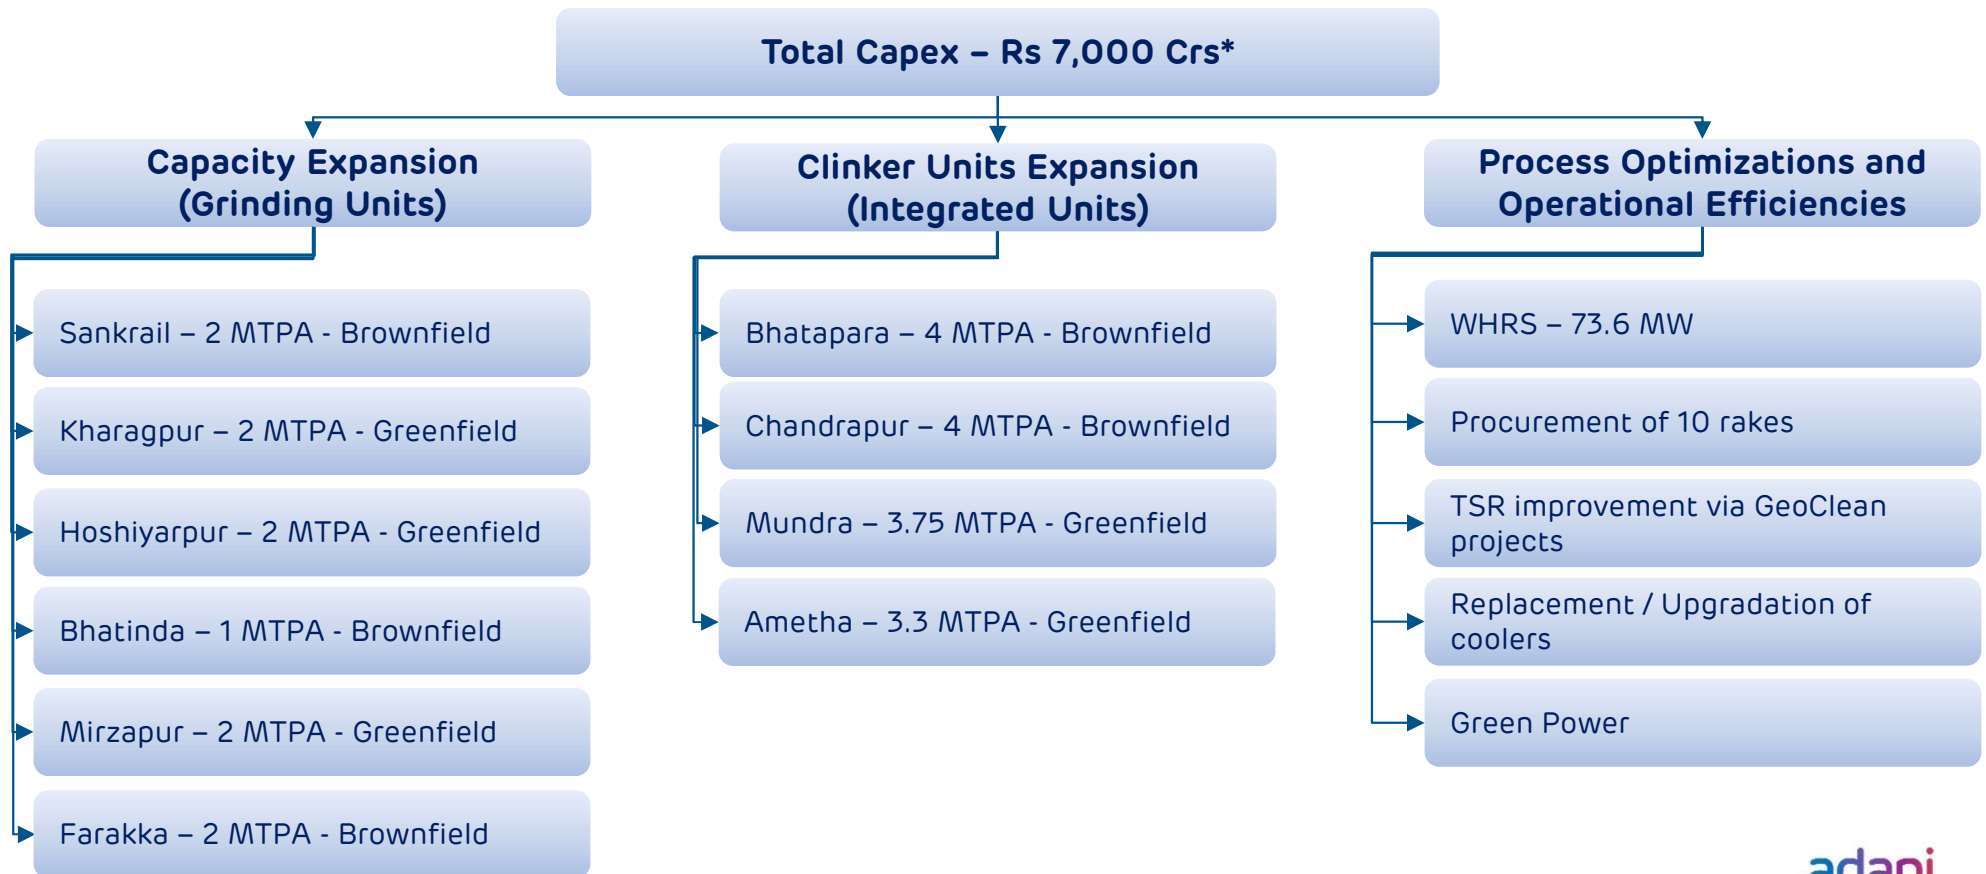 Total Capex – Rs 7,000 Crs*
Capacity Expansion
(Grinding Units)
Sankrail – 2 MTPA - Brownfield
Kharagpur – 2 MTPA - Greenfield
Hoshiyarpur – 2 MTPA - Greenfield
Bhatinda – 1 MTPA - Brownfield
Mirzapur – 2 MTPA - Greenfield
Farakka – 2 MTPA - Brownfield
Clinker Units Expansion
(Integrated Units)
Bhatapara – 4 MTPA - Brownfield
Chandrapur – 4 MTPA - Brownfield
Mundra – 3.75 MTPA - Greenfield
Ametha – 3.3 MTPA - Greenfield
Process Optimizations and
Operational Efficiencies
WHRS – 73.6 MW
Procurement of 10 rakes
TSR improvement via GeoClean
projects
Replacement / Upgradation of
coolers
Green Power
adani